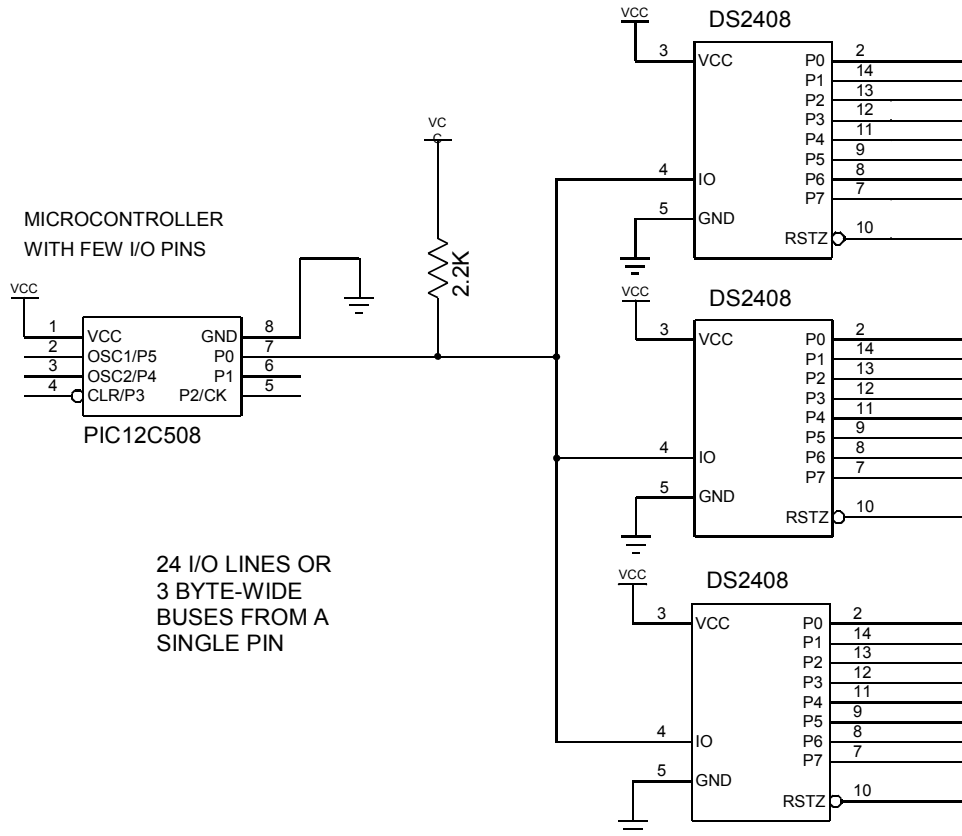 MICROCONTROLLER
WITH FEW I/O PINS
VCC
1 VCC GND 8
2 OSC1/P5 P0 7
3 OSC2/P4 P1 6
4 CLR/P3 P2/CK 5
PIC12C508
VC
C
2.2K
24 I/O LINES OR
3 BYTE-WIDE
BUSES FROM A
SINGLE PIN
VCC
DS2408
3 VCC P0 2
P1 14
P2 13
P3 12
P4 11
P5 9
4 IO P6 8
P7 7
5 GND
RSTZ 10
VCC
DS2408
3 VCC P0 2
P1 14
P2 13
P3 12
P4 11
P5 9
4 IO P6 8
P7 7
5 GND
RSTZ 10
VCC
DS2408
3 VCC P0 2
P1 14
P2 13
P3 12
P4 11
P5 9
4 IO P6 8
P7 7
5 GND
RSTZ 10